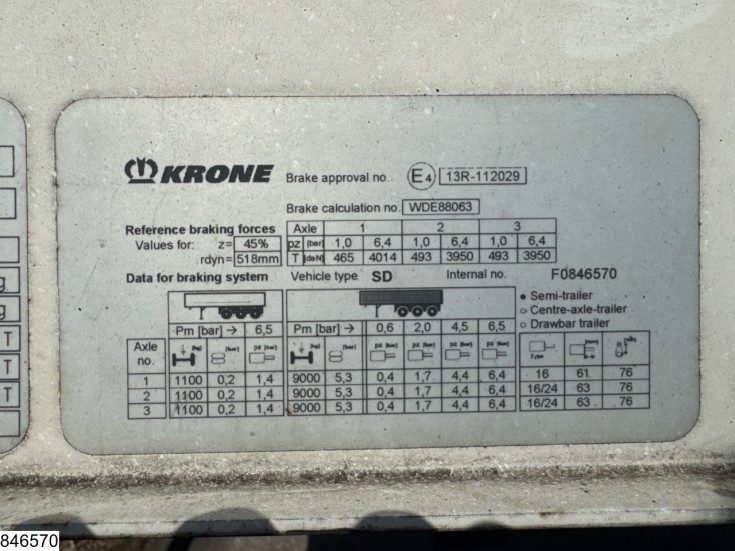 KRONE
Brake approval no. E4 13R-112029
Brake calculation no. WDE88063
Reference braking forces
Values for: z= 45%
rdyn= 518mm
Axle 1 2 3
pz [bar] 1,0 6,4 1,0 6,4 1,0 6,4
T [daN] 465 4014 493 3950 493 3950
Data for braking system Vehicle type SD Internal no. F0846570
Semi-trailer
Centre-axle-trailer
Drawbar trailer
Pm [bar] → 6,5 Pm [bar] → 0,6 2,0 4,5 6,5
Axle no.
1 1100 0,2 1,4 9000 5,3 0,4 1,7 4,4 6,4 16 61 76
2 1100 0,2 1,4 9000 5,3 0,4 1,7 4,4 6,4 16/24 63 76
3 1100 0,2 1,4 9000 5,3 0,4 1,7 4,4 6,4 16/24 63 76
g
g
T
T
T
846570